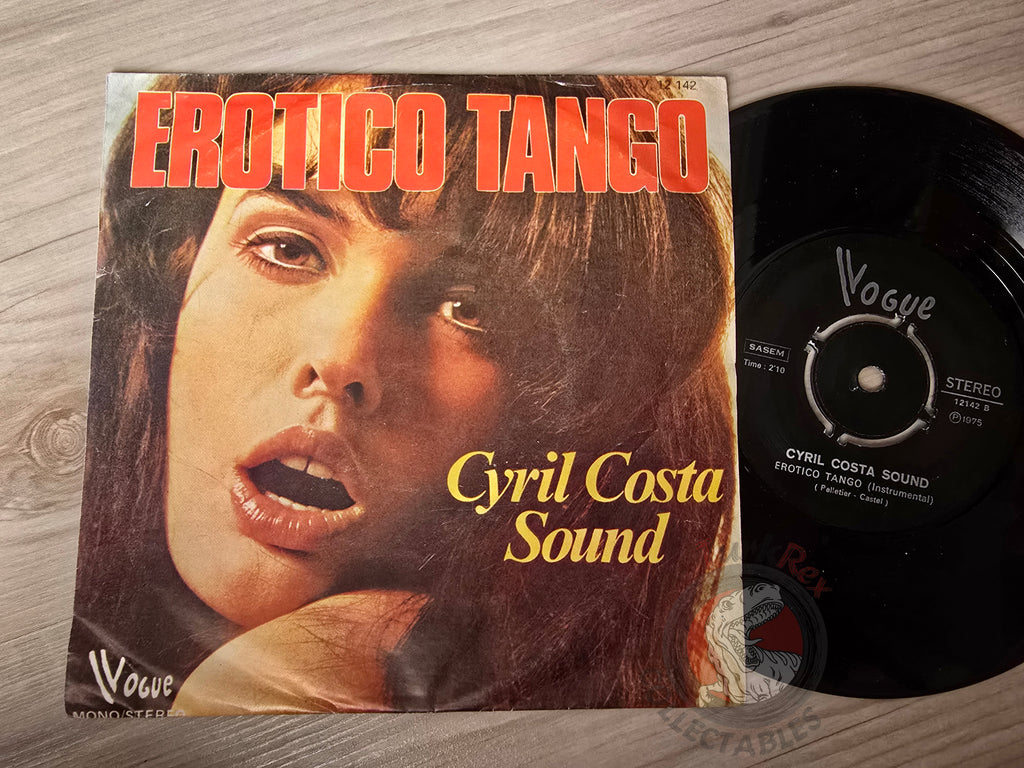 12 142
EROTICO TANGO
Cyril Costa
Sound
VOGUE
MONO/STEREO
VOGUE
SASEM
Time : 2'10
STEREO
12142 B
Ⓟ 1975
CYRIL COSTA SOUND
EROTICO TANGO (Instrumental)
( Pelletier - Castel )